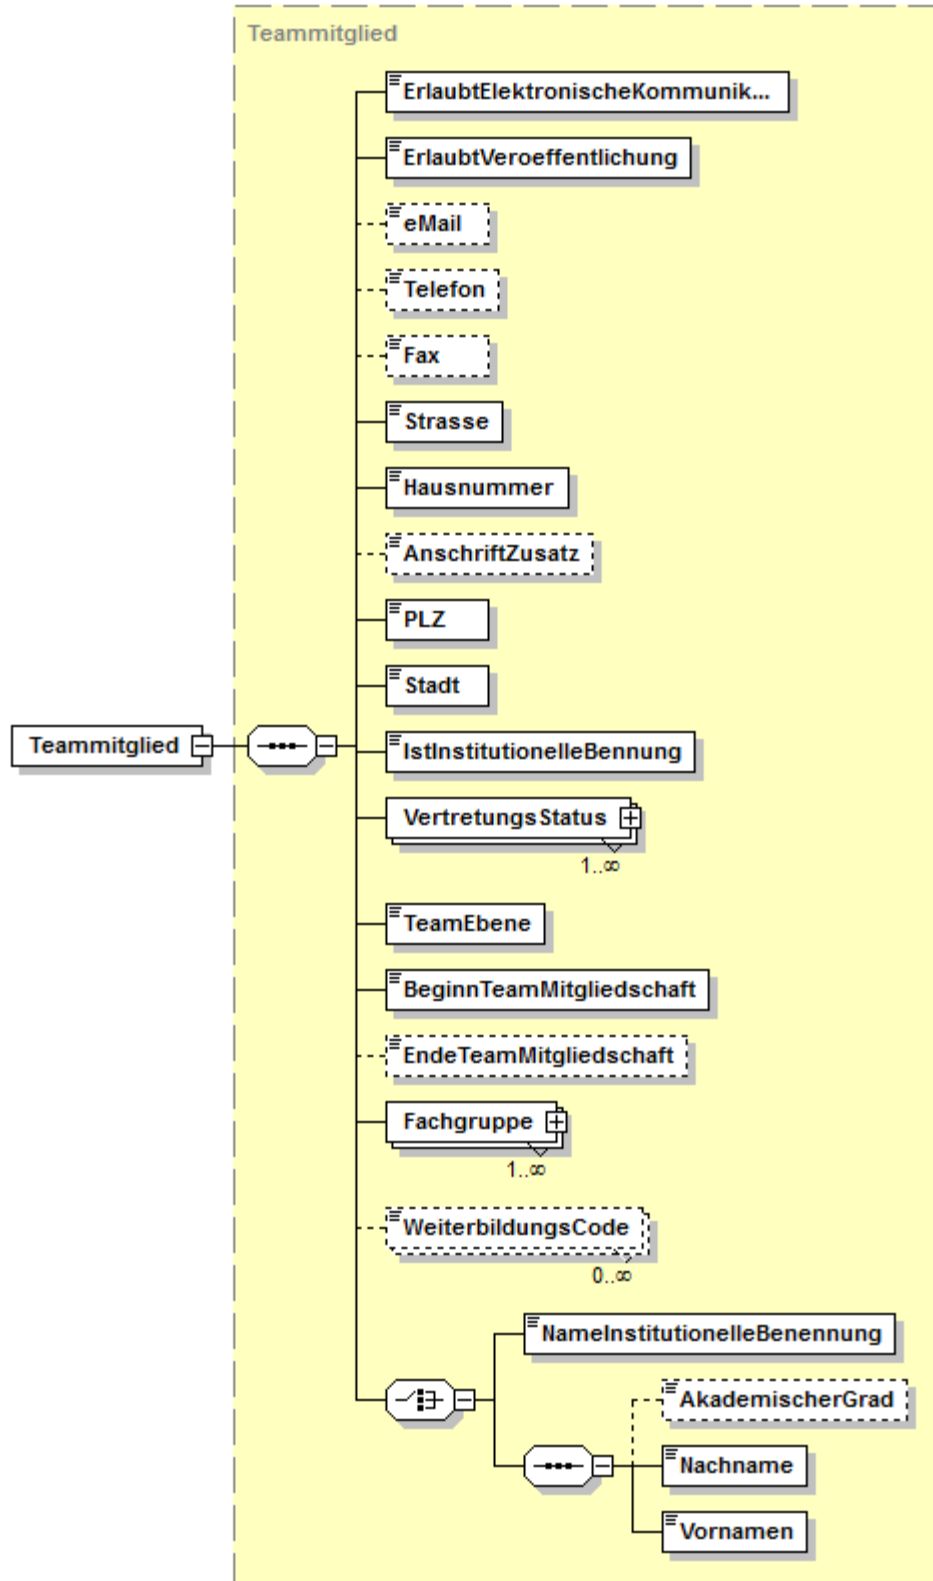 Teammitglied
ErlaubtElektronischeKommunik...
ErlaubtVeroeffentlichung
eMail
Telefon
Fax
Strasse
Hausnummer
AnschriftZusatz
PLZ
Stadt
Teammitglied
IstInstitutionelleBennung
VertretungsStatus
1..∞
TeamEbene
BeginnTeamMitgliedschaft
EndeTeamMitgliedschaft
Fachgruppe
1..∞
WeiterbildungsCode
0..∞
NameInstitutionelleBenennung
AkademischerGrad
Nachname
Vornamen